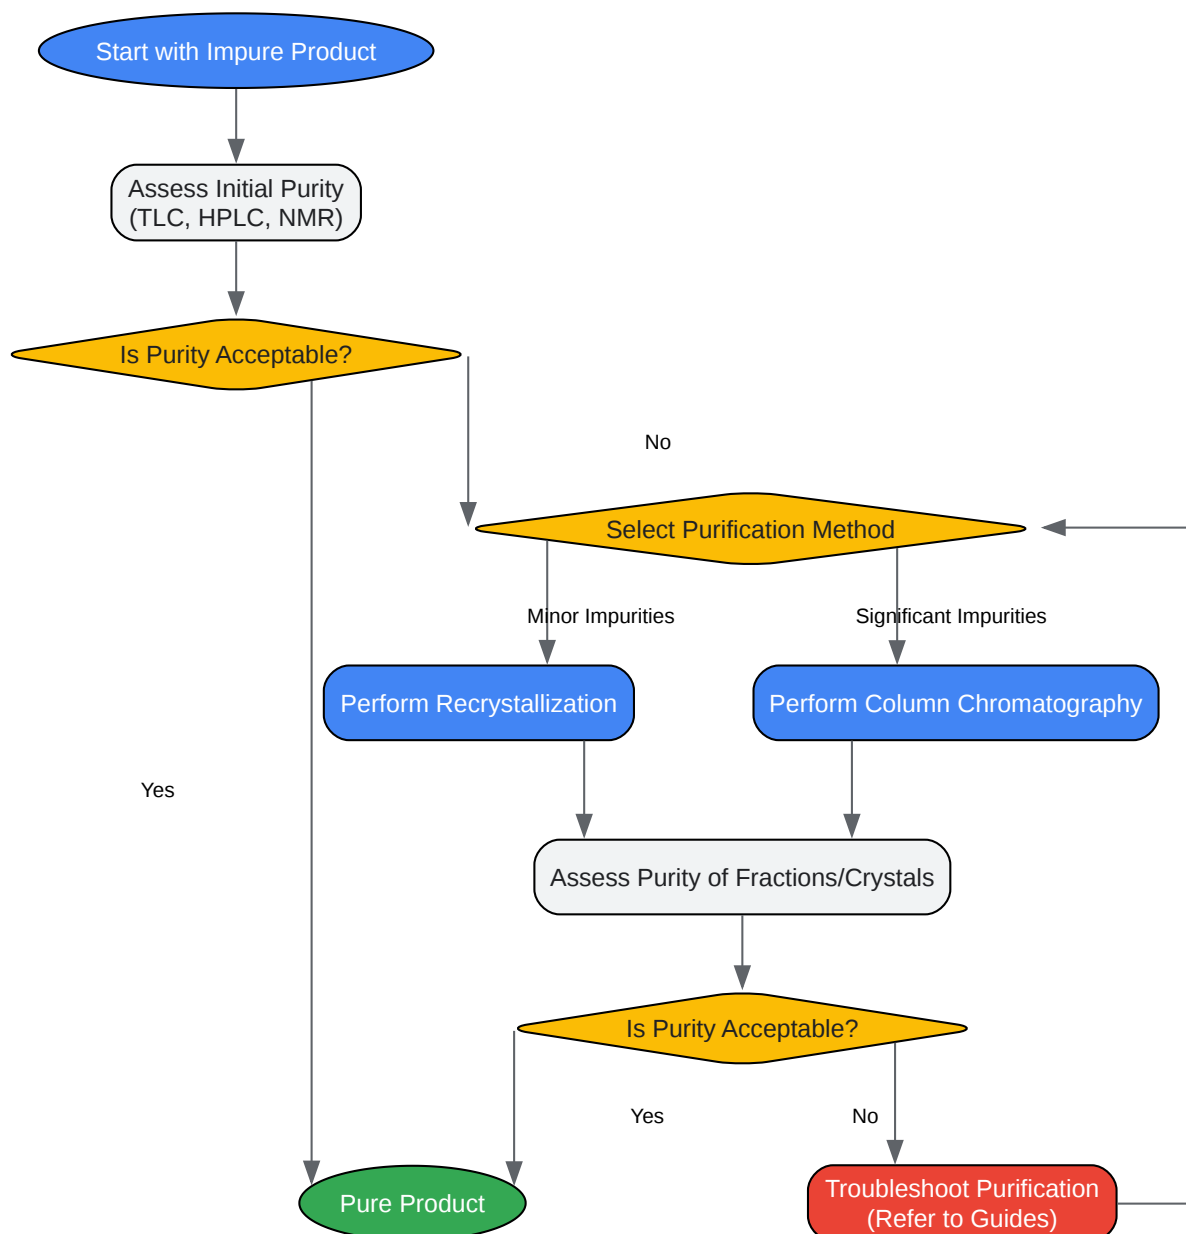 Start with Impure Product
Assess Initial Purity
(TLC, HPLC, NMR)
Is Purity Acceptable?
No
Select Purification Method
Minor Impurities
Significant Impurities
Perform Recrystallization
Perform Column Chromatography
Yes
Assess Purity of Fractions/Crystals
Is Purity Acceptable?
Yes
No
Pure Product
Troubleshoot Purification
(Refer to Guides)